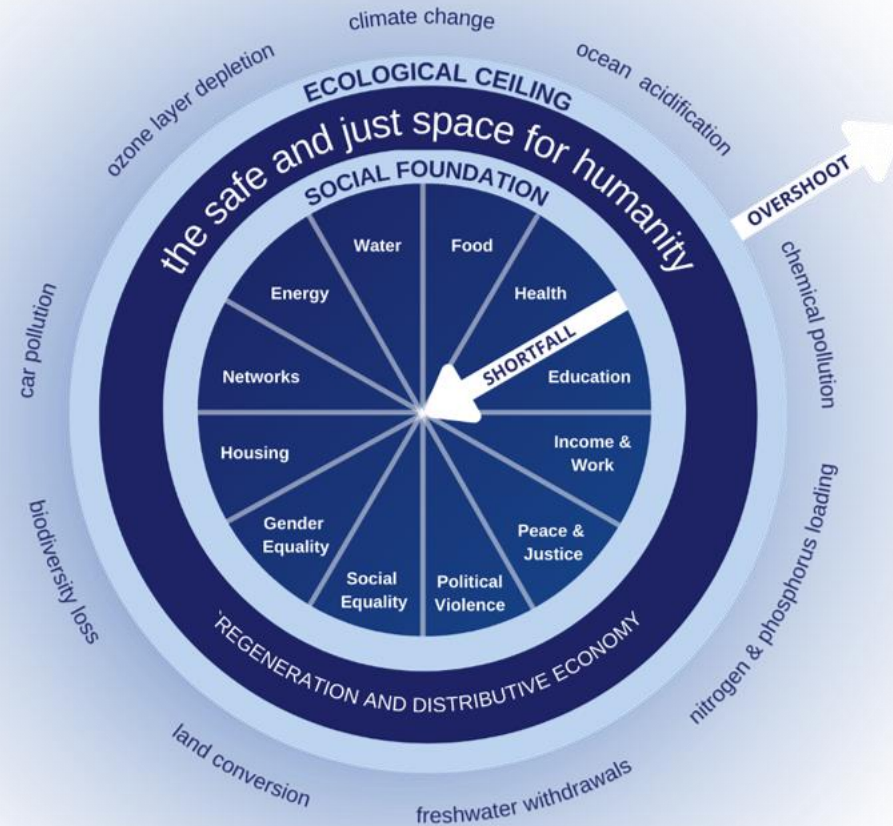 climate change
ocean acidification
chemical pollution
nitrogen & phosphorus loading
freshwater withdrawals
land conversion
biodiversity loss
car pollution
ozone layer depletion
OVERSHOOT
ECOLOGICAL CEILING
the safe and just space for humanity
SOCIAL FOUNDATION
Water
Food
Energy
Health
SHORTFALL
Networks
Education
Housing
Income &
Work
Gender
Equality
Peace &
Justice
Social
Equality
Political
Violence
`REGENERATION AND DISTRIBUTIVE ECONOMY